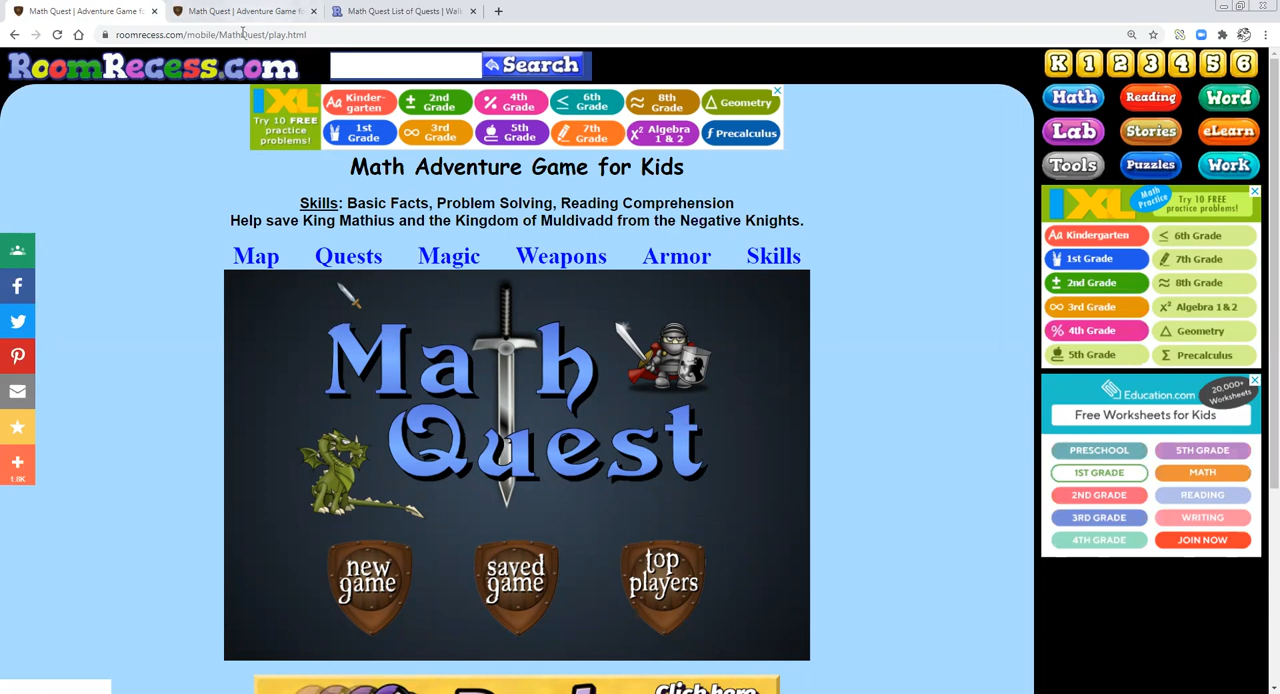 Math Quest | Adventure Game fo
Math Quest | Adventure Game fo
Math Quest List of Quests | Walk
roomrecess.com/mobile/MathQuest/play.html
RoomRecess.com
Search
K 1 2 3 4 5 6
Math Reading Word
Lab Stories eLearn
Tools Puzzles Work
IXL
Try 10 FREE
practice
problems!
Kinder-
garten
2nd
Grade
4th
Grade
6th
Grade
8th
Grade
Geometry
1st
Grade
3rd
Grade
5th
Grade
7th
Grade
Algebra
1 & 2
Precalculus
Math Adventure Game for Kids
Skills: Basic Facts, Problem Solving, Reading Comprehension
Help save King Mathius and the Kingdom of Muldivadd from the Negative Knights.
Map Quests Magic Weapons Armor Skills
Math
Quest
new
game
saved
game
top
players
Click here
1.6K
IXL
Math
Practice
Try 10 FREE
practice problems!
Aa Kindergarten
≤ 6th Grade
1st Grade
7th Grade
± 2nd Grade
≈ 8th Grade
∞ 3rd Grade
x² Algebra 1 & 2
% 4th Grade
△ Geometry
5th Grade
Σ Precalculus
Education.com
20,000+
Worksheets
Free Worksheets for Kids
PRESCHOOL 5TH GRADE
1ST GRADE MATH
2ND GRADE READING
3RD GRADE WRITING
4TH GRADE JOIN NOW